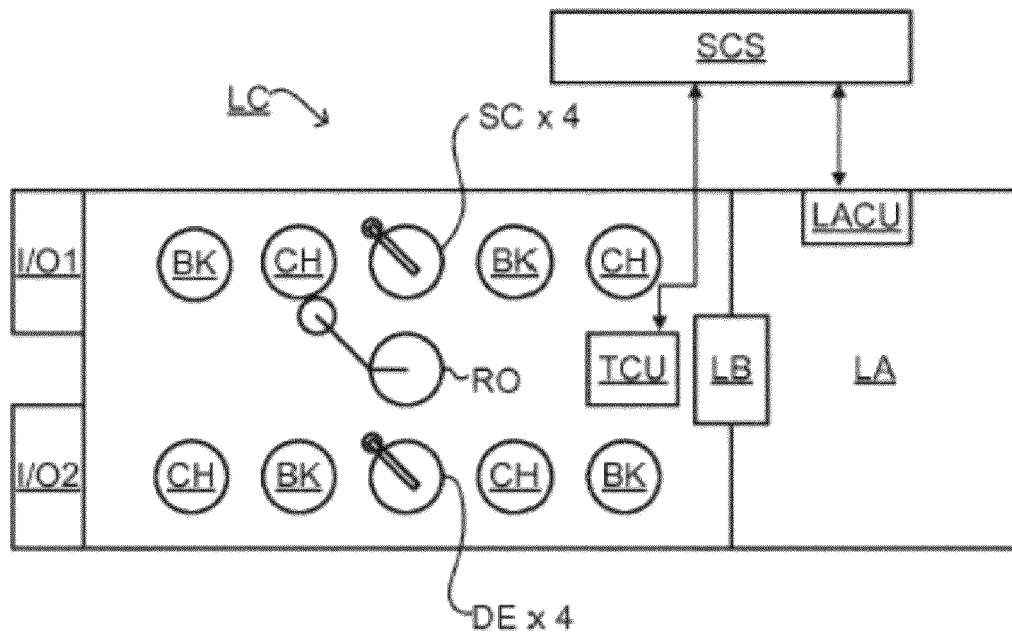 SCS
LC
SC x 4
LACU
I/O1
BK
CH
BK
CH
TCU
LB
LA
RO
I/O2
CH
BK
CH
BK
DE x 4